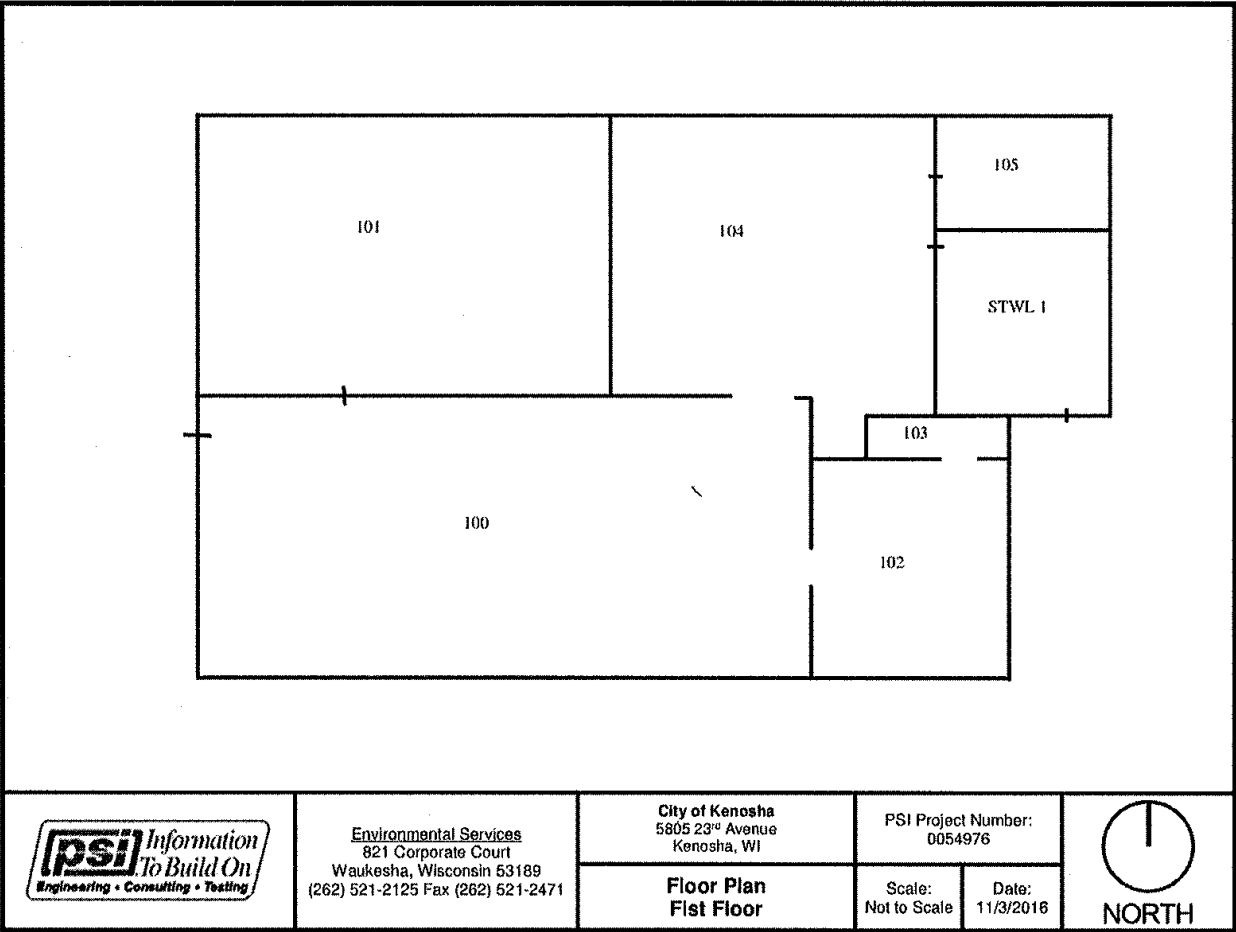 105
101
104
STWL 1
103
100
102
psi Information
To Build On
Engineering • Consulting • Testing
Environmental Services
821 Corporate Court
Waukesha, Wisconsin 53189
(262) 521-2125 Fax (262) 521-2471
City of Kenosha
5805 23rd Avenue
Kenosha, WI
Floor Plan
FIst Floor
PSI Project Number:
0054976
Scale:
Not to Scale
Date:
11/3/2016
NORTH